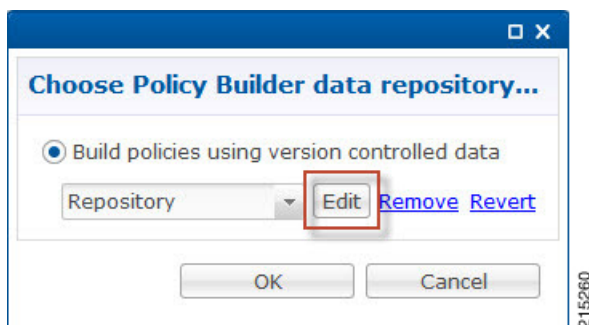 Choose Policy Builder data repository...
Build policies using version controlled data
Repository Edit Remove Revert
OK Cancel
215260